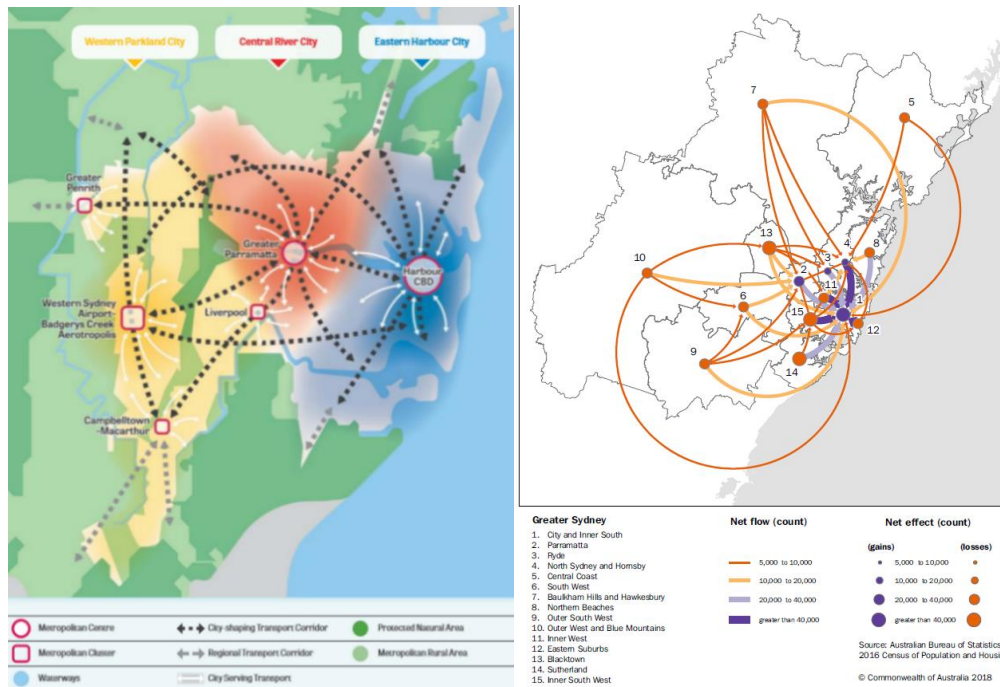 Western Parkland City
Central River City
Eastern Harbour City
Greater
Penrith
Greater
Parramatta
Harbour
CBD
Western Sydney
Airport-
Badgerys Creek
Aerotropolis
Liverpool
Campbelltown
-Macarthur
Metropolitan Centre
Metropolitan Cluster
Waterways
City-shaping Transport Corridor
Regional Transport Corridor
City Serving Transport
Protected Natural Area
Metropolitan Rural Area
7
5
13
10
2
3
4
8
11
1
6
15
12
9
14
Greater Sydney
1. City and Inner South
2. Parramatta
3. Ryde
4. North Sydney and Hornsby
5. Central Coast
6. South West
7. Baulkham Hills and Hawkesbury
8. Northern Beaches
9. Outer South West
10. Outer West and Blue Mountains
11. Inner West
12. Eastern Suburbs
13. Blacktown
14. Sutherland
15. Inner South West
Net flow (count)
5,000 to 10,000
10,000 to 20,000
20,000 to 40,000
greater than 40,000
Net effect (count)
(gains)
(losses)
5,000 to 10,000
10,000 to 20,000
20,000 to 40,000
greater than 40,000
Source: Australian Bureau of Statistics
2016 Census of Population and Housi
© Commonwealth of Australia 2018